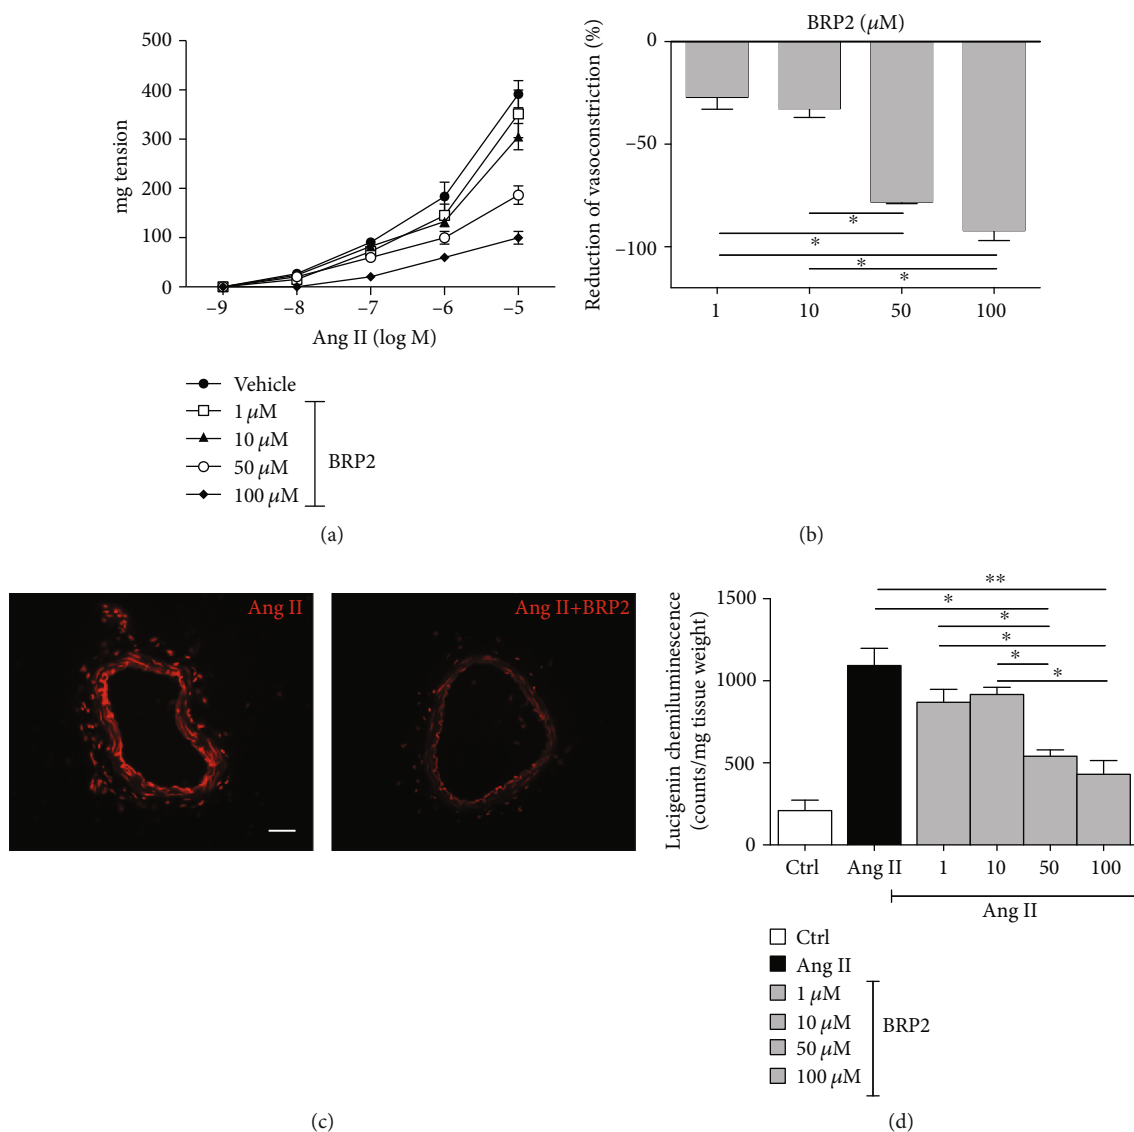 500
400
300
200
100
0
mg tension
−9
−8
−7
−6
−5
Ang II (log M)
Vehicle
1 μM
10 μM
50 μM
100 μM
BRP2
(a)
BRP2 (μM)
0
−50
−100
Reduction of vasoconstriction (%)
*
*
*
*
1
10
50
100
(b)
Ang II
Ang II+BRP2
(c)
1500
1000
500
0
Lucigenin chemiluminescence
(counts/mg tissue weight)
**
*
*
*
*
*
Ctrl
Ang II
1
10
50
100
Ang II
Ctrl
Ang II
1 μM
10 μM
50 μM
100 μM
BRP2
(d)